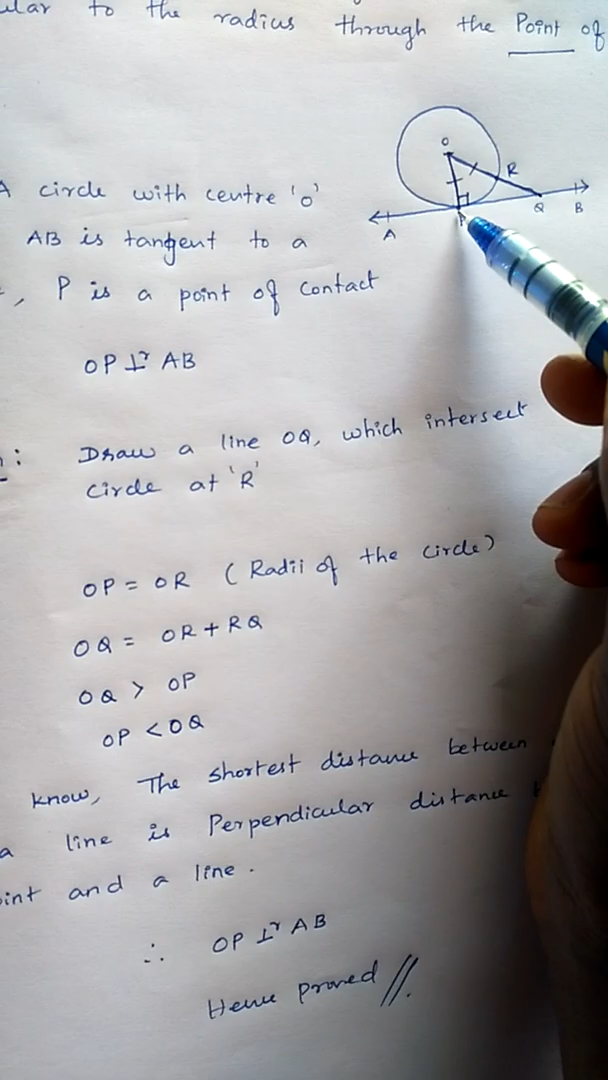 to the radius through the Point of
O
R
Q
B
A
P
A circle with centre 'o'
AB is tangent to a
, P is a point of contact
OP ⊥r AB
: Draw a line OQ, which intersect
circle at 'R'
OP = OR ( Radii of the circle)
OQ = OR + RQ
OQ > OP
OP < OQ
know, The shortest distance between
a line is Perpendicular distance
and a line.
∴ OP ⊥r AB
Hence proved //.